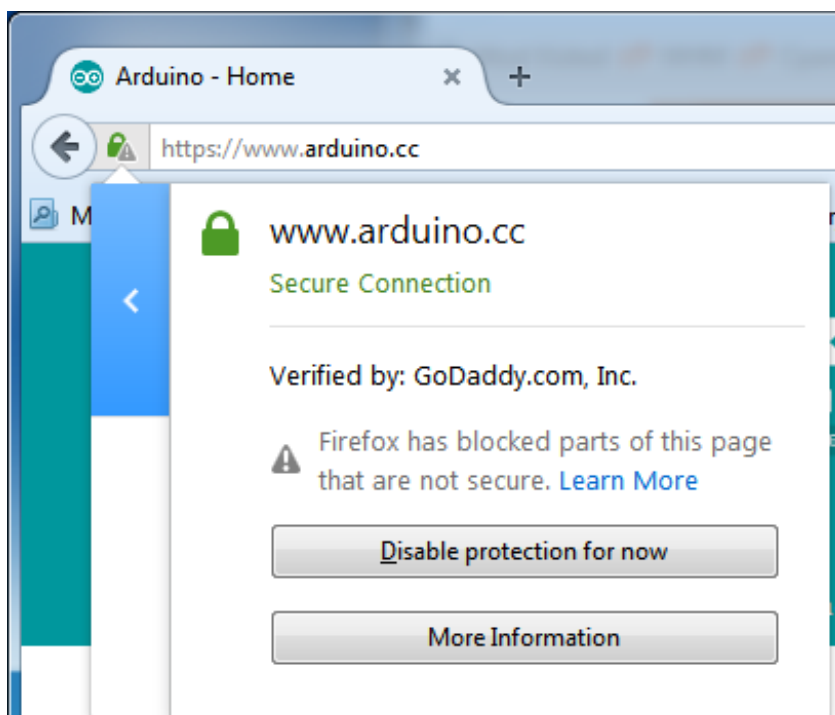 Arduino - Home
https://www.arduino.cc
M
www.arduino.cc
Secure Connection
Verified by: GoDaddy.com, Inc.
Firefox has blocked parts of this page
that are not secure. Learn More
Disable protection for now
More Information